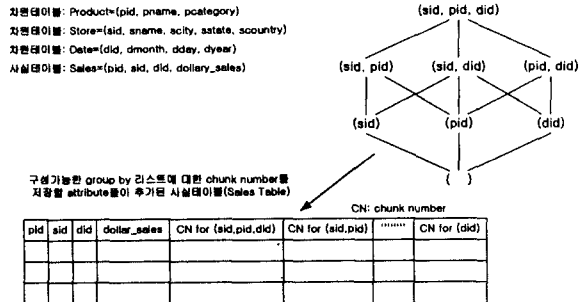 차원테이블: Product=(pid, pname, pcategory)
차원테이블: Store=(sid, sname, scity, sstate, scountry)
차원테이블: Date=(did, dmonth, dday, dyear)
사실테이블: Sales=(pid, sid, did, dollary_sales)
(sid, pid, did)
(sid, pid) (sid, did) (pid, did)
(sid) (pid) (did)
( )
구성가능한 group by 리스트에 대한 chunk number를
저장할 attribute들이 추가된 사실테이블(Sales Table)
CN: chunk number
pid sid did dollar_sales CN for (sid,pid,did) CN for (sid,pid) ········ CN for (did)